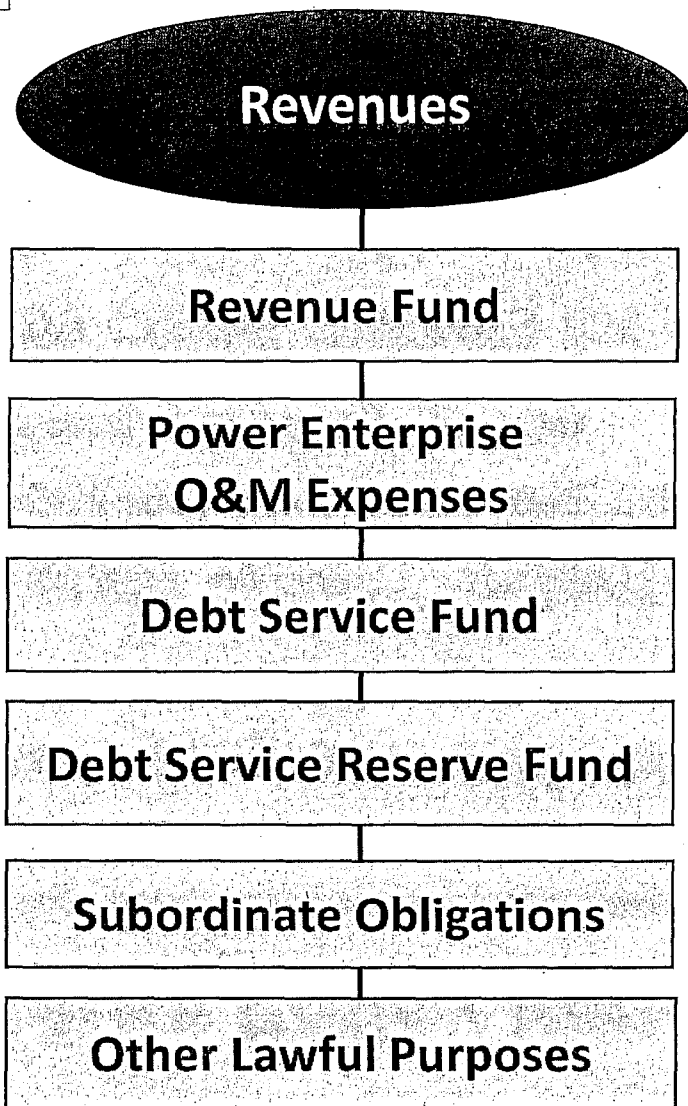 Revenues
Revenue Fund
Power Enterprise
O&M Expenses
Debt Service Fund
Debt Service Reserve Fund
Subordinate Obligations
Other Lawful Purposes